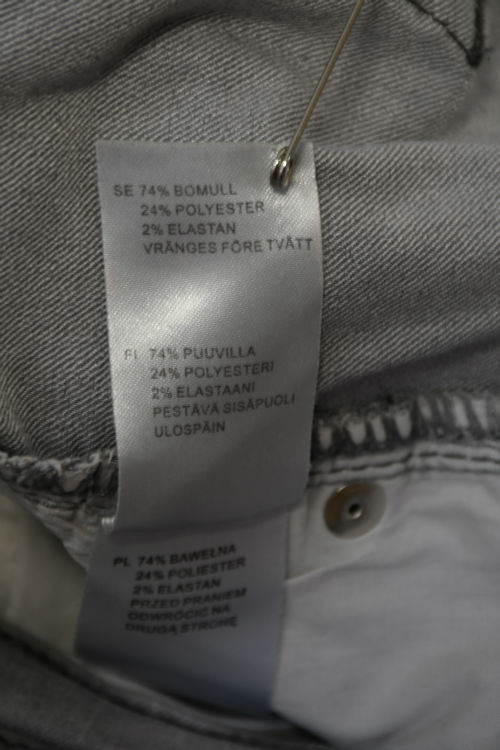 SE 74% BOMULL
24% POLYESTER
2% ELASTAN
VRÄNGES FÖRE TVÄTT
FI 74% PUUVILLA
24% POLYESTERI
2% ELASTAANI
PESTÄVÄ SISÄPUOLI
ULOSPÄIN
PL 74% BAWEŁNA
24% POLIESTER
2% ELASTAN
PRZED PRANIEM
ODWRÓCIĆ NA
DRUGĄ STRONĘ